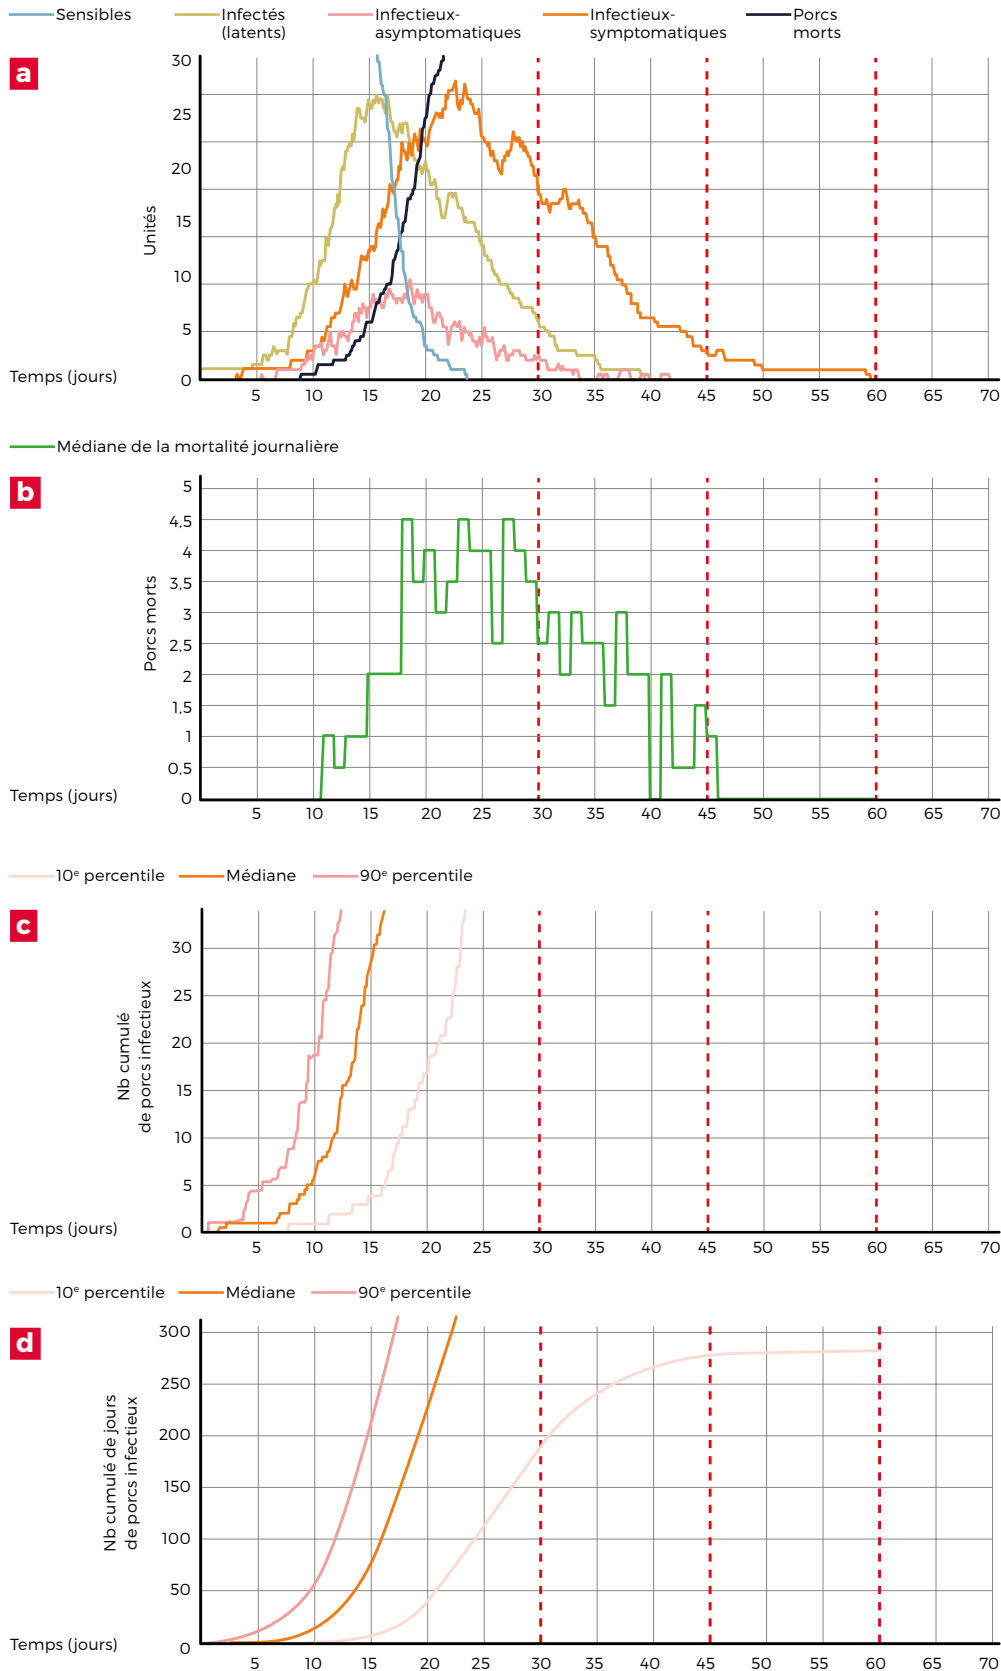 Sensibles
Infectés
(latents)
Infectieux-
asymptomatiques
Infectieux-
symptomatiques
Porcs
morts
a
30
25
20
15
10
5
0
Unités
Temps (jours)
5 10 15 20 25 30 35 40 45 50 55 60 65 70
Médiane de la mortalité journalière
b
5
4,5
4
3,5
3
2,5
2
1,5
1
0,5
0
Porcs morts
Temps (jours)
5 10 15 20 25 30 35 40 45 50 55 60 65 70
10e percentile Médiane 90e percentile
c
30
25
20
15
10
5
0
Nb cumulé
de porcs infectieux
Temps (jours)
5 10 15 20 25 30 35 40 45 50 55 60 65 70
10e percentile Médiane 90e percentile
d
300
250
200
150
100
50
0
Nb cumulé de jours
de porcs infectieux
Temps (jours)
5 10 15 20 25 30 35 40 45 50 55 60 65 70